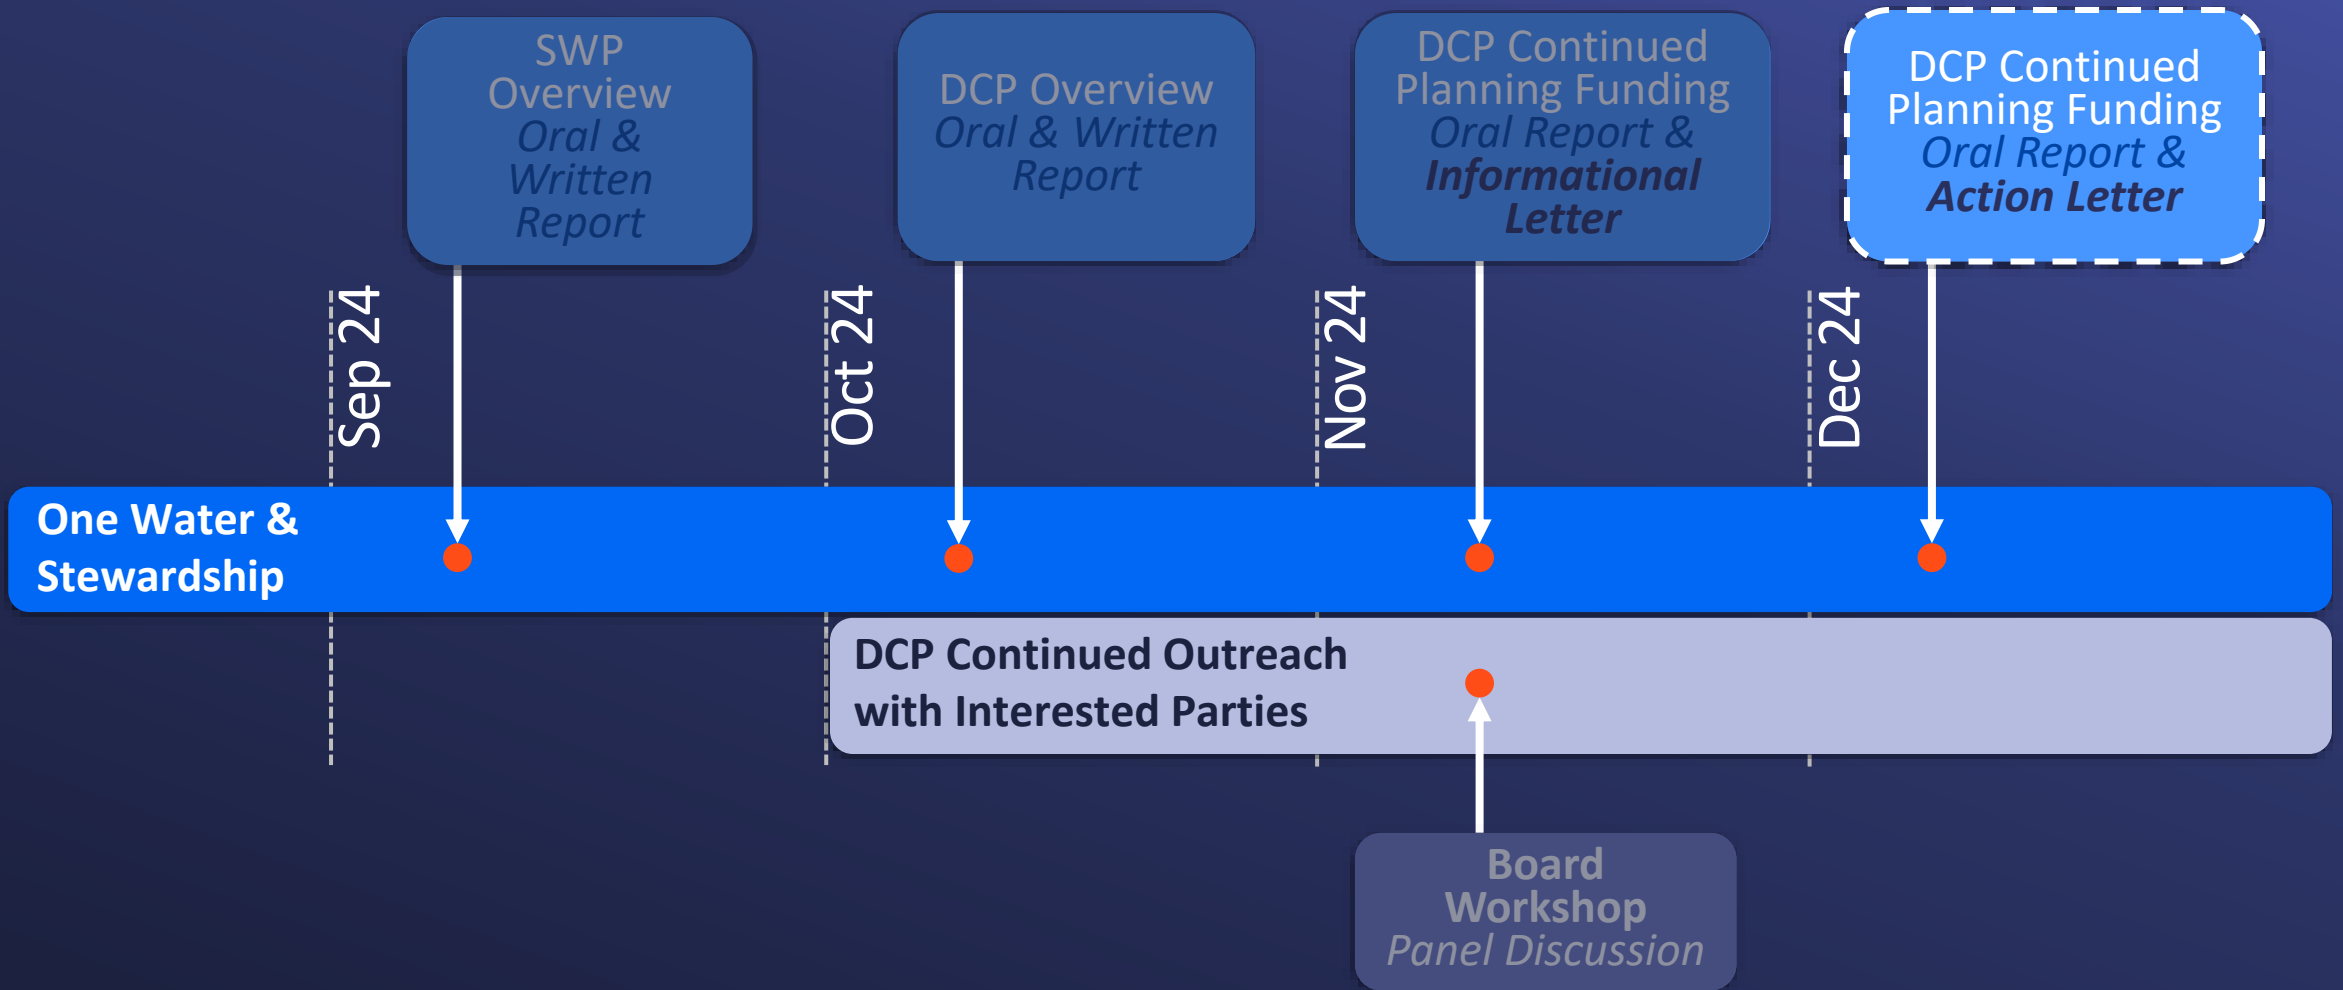 SWP
Overview
Oral &
Written
Report
DCP Overview
Oral & Written
Report
DCP Continued
Planning Funding
Oral Report &
Informational
Letter
DCP Continued
Planning Funding
Oral Report &
Action Letter
Sep 24
Oct 24
Nov 24
Dec 24
One Water &
Stewardship
DCP Continued Outreach
with Interested Parties
Board
Workshop
Panel Discussion